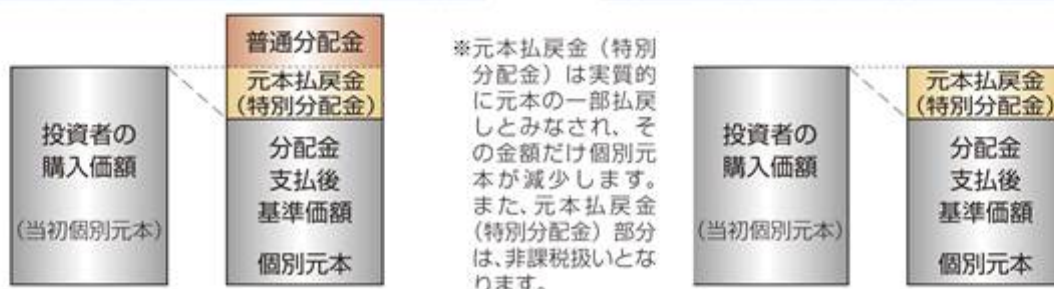 投資者の
購入価額
（当初個別元本）
普通分配金
元本払戻金
（特別分配金）
分配金
支払後
基準価額
個別元本
※元本払戻金（特別
分配金）は実質的
に元本の一部払戻
しとみなされ、そ
の金額だけ個別元
本が減少します。
また、元本払戻金
（特別分配金）部分
は、非課税扱いとな
ります。
投資者の
購入価額
（当初個別元本）
元本払戻金
（特別分配金）
分配金
支払後
基準価額
個別元本